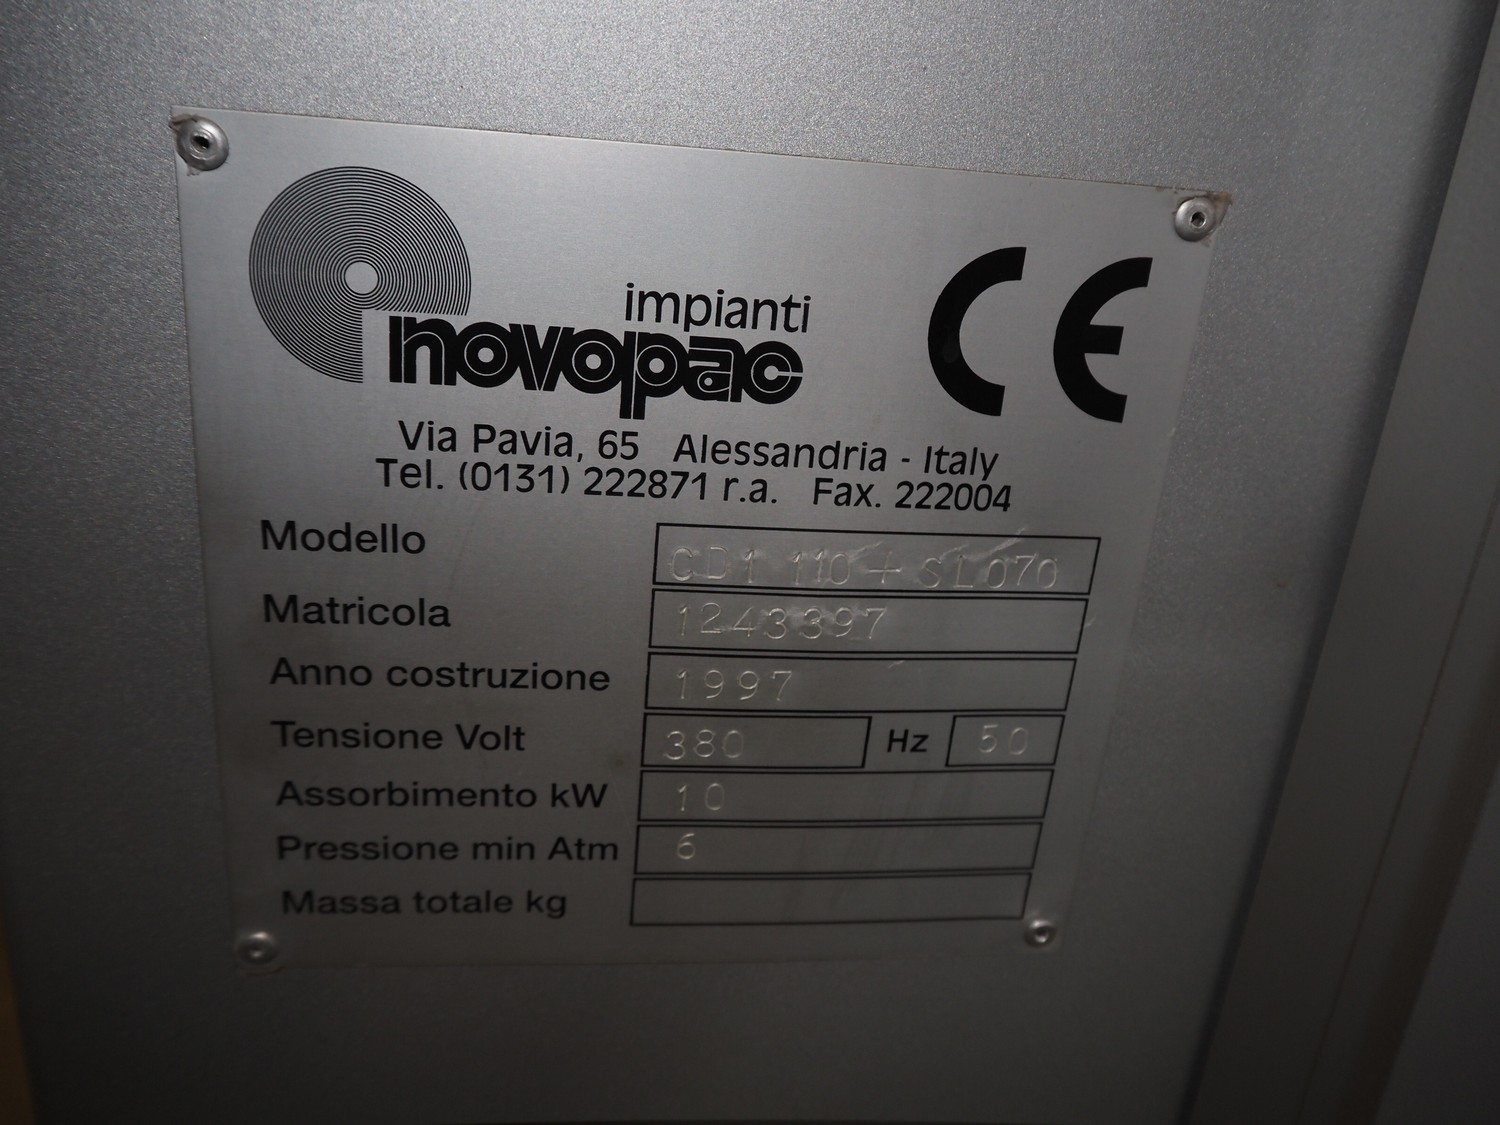 impianti
novopac
CE
Via Pavia, 65 Alessandria - Italy
Tel. (0131) 222871 r.a. Fax. 222004
Modello CD1 110 + SL070
Matricola 1243397
Anno costruzione 1997
Tensione Volt 380 Hz 50
Assorbimento kW 10
Pressione min Atm 6
Massa totale kg